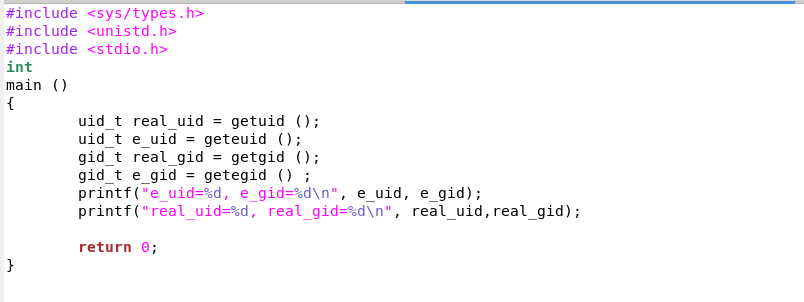 #include <sys/types.h>
#include <unistd.h>
#include <stdio.h>
int
main ()
{
        uid_t real_uid = getuid ();
        uid_t e_uid = geteuid ();
        gid_t real_gid = getgid ();
        gid_t e_gid = getegid () ;
        printf("e_uid=%d, e_gid=%d\n", e_uid, e_gid);
        printf("real_uid=%d, real_gid=%d\n", real_uid,real_gid);

        return 0;
}